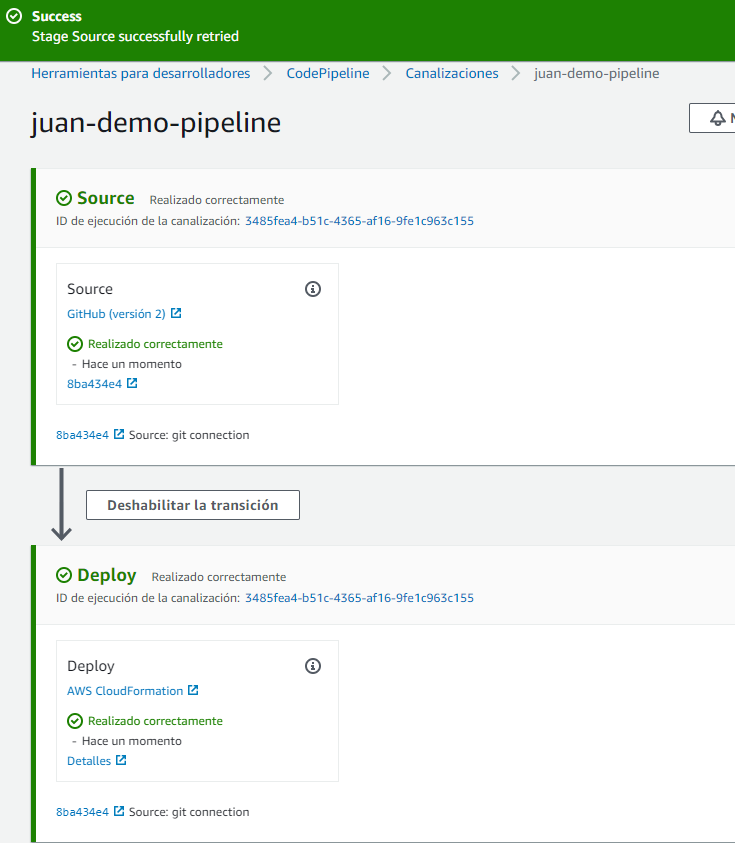 Success
Stage Source successfully retried
Herramientas para desarrolladores > CodePipeline > Canalizaciones > juan-demo-pipeline
juan-demo-pipeline
Source Realizado correctamente
ID de ejecución de la canalización: 3485fea4-b51c-4365-af16-9fe1c963c155
Source
GitHub (versión 2)
Realizado correctamente
- Hace un momento
8ba434e4
8ba434e4 Source: git connection
Deshabilitar la transición
Deploy Realizado correctamente
ID de ejecución de la canalización: 3485fea4-b51c-4365-af16-9fe1c963c155
Deploy
AWS CloudFormation
Realizado correctamente
- Hace un momento
Detalles
8ba434e4 Source: git connection